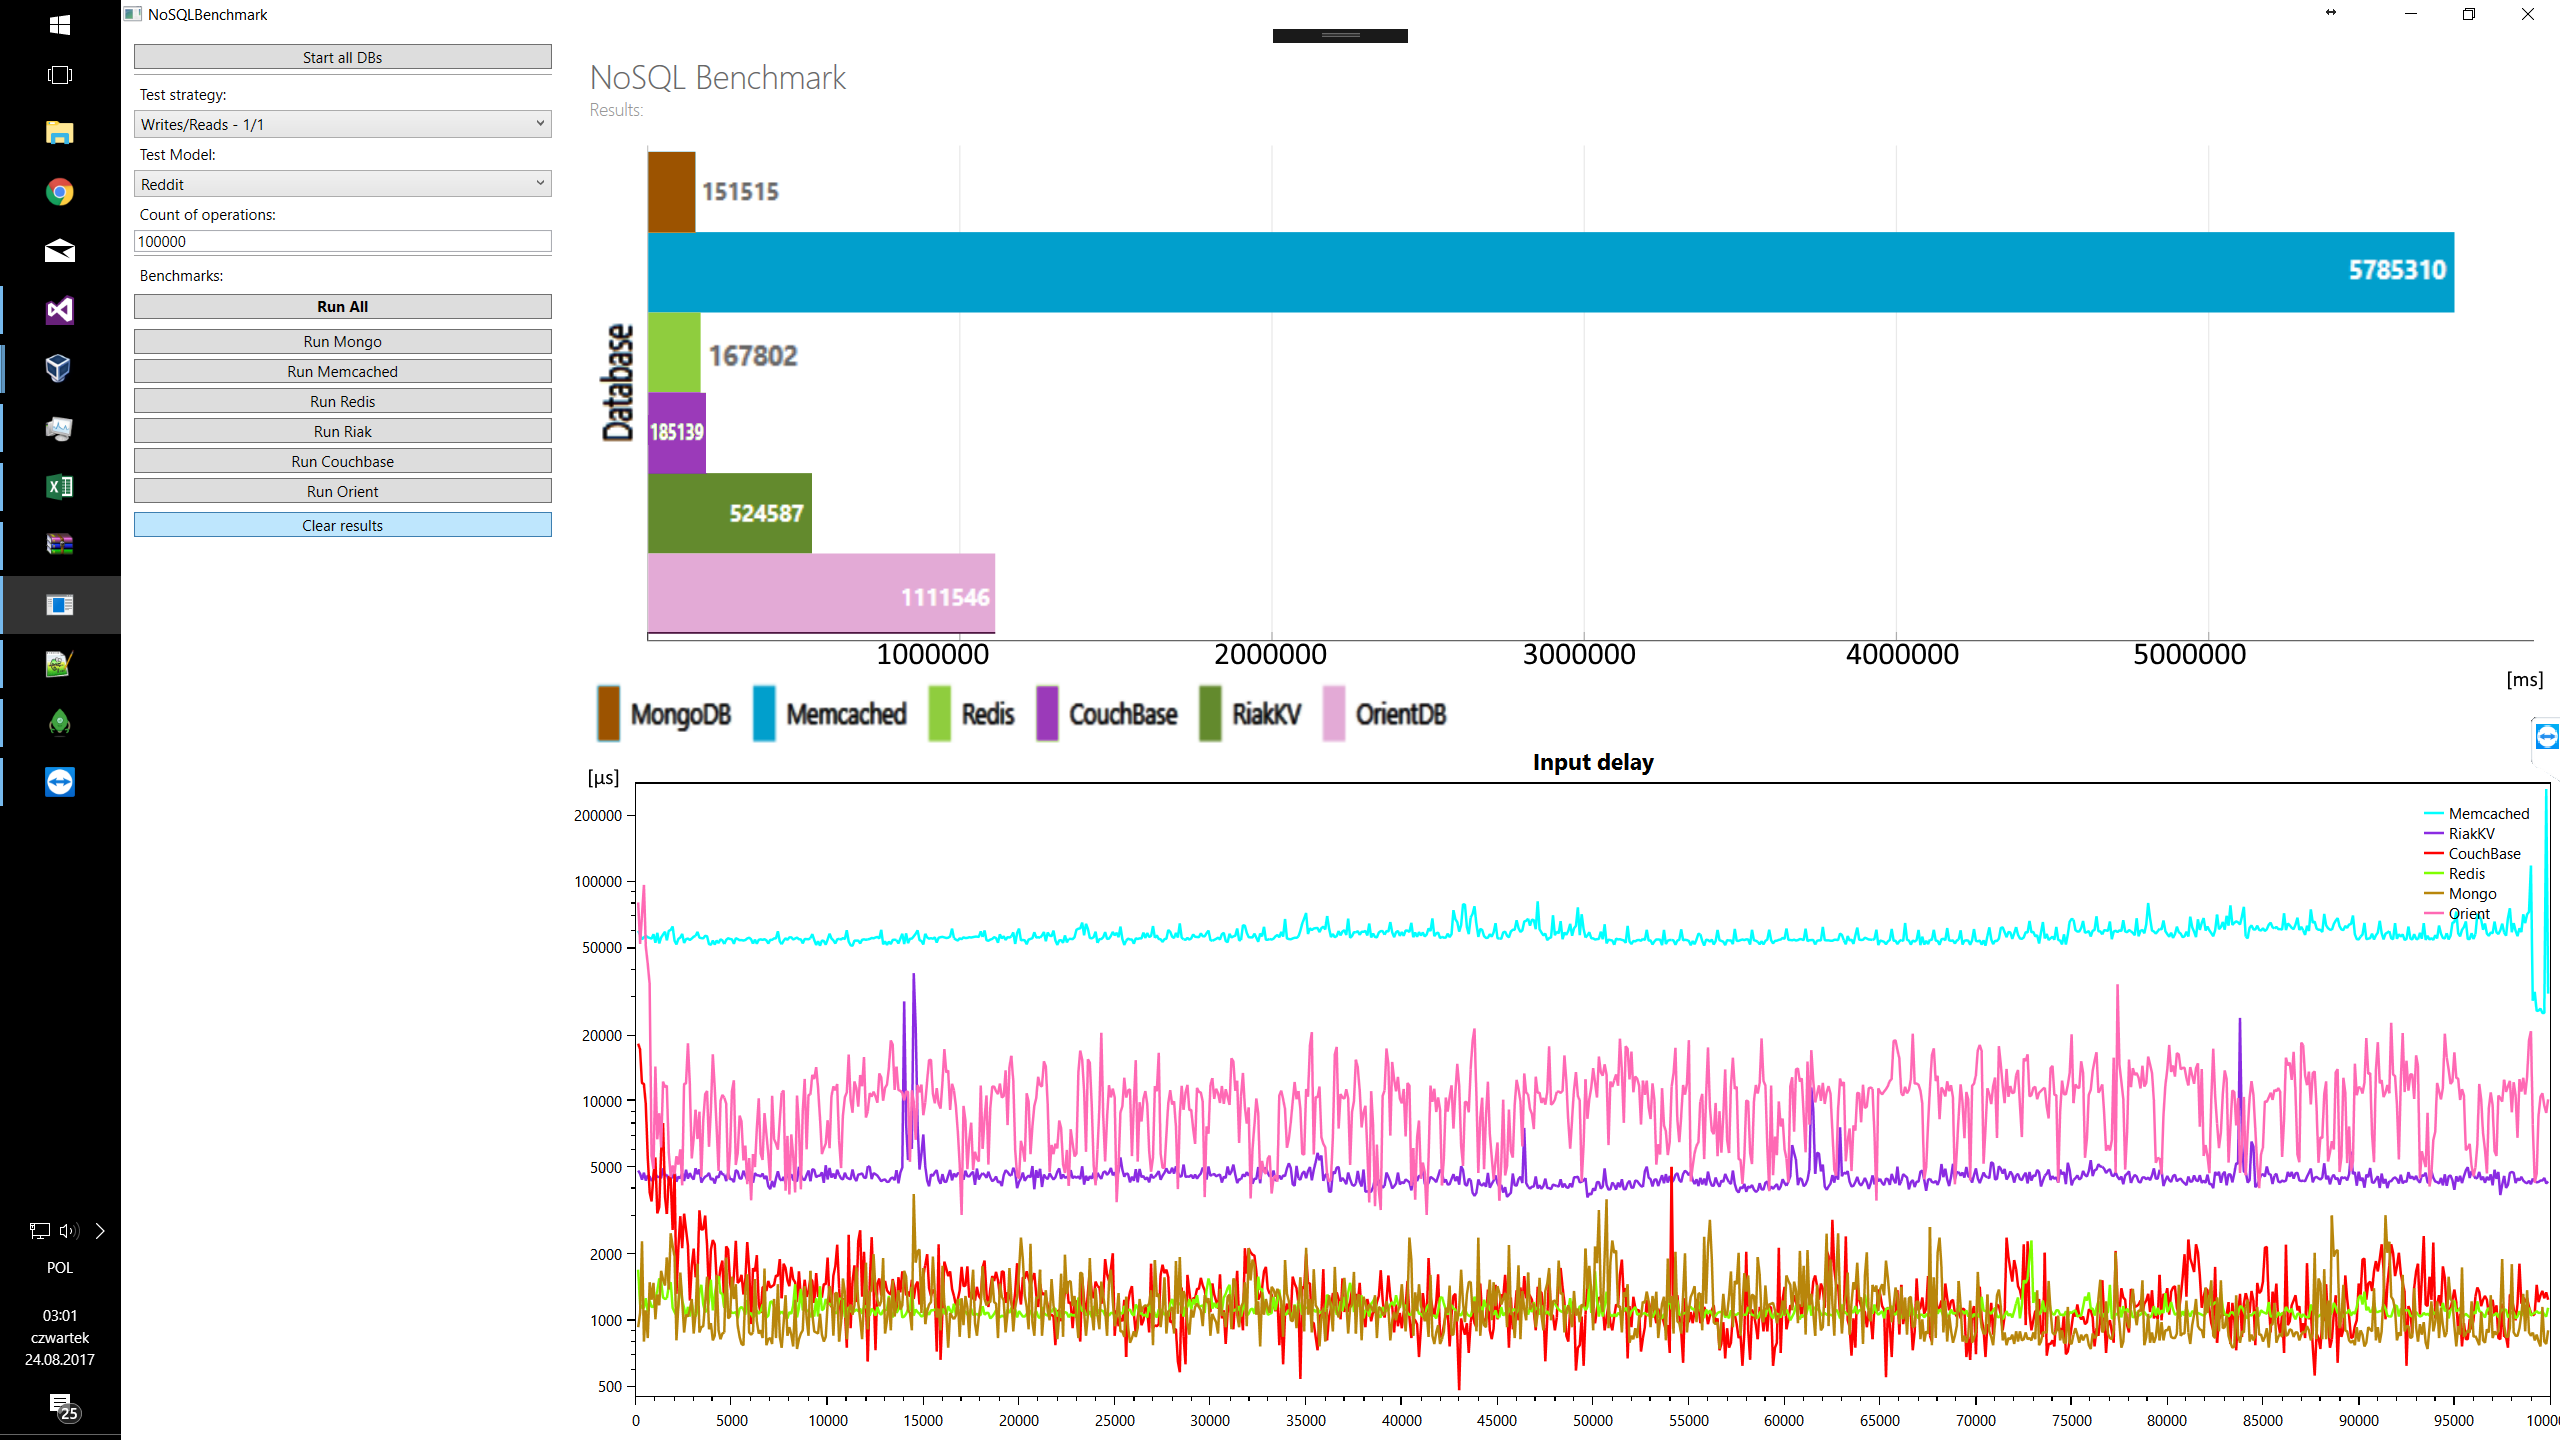 NoSQLBenchmark
Start all DBs
Test strategy:
Writes/Reads - 1/1
Test Model:
Reddit
Count of operations:
100000
Benchmarks:
Run All
Run Mongo
Run Memcached
Run Redis
Run Riak
Run Couchbase
Run Orient
Clear results
POL
03:01
czwartek
24.08.2017
25
NoSQL Benchmark
Results:
Database
151515
5785310
167802
185139
524587
1111546
1000000 2000000 3000000 4000000 5000000
[ms]
MongoDB Memcached Redis CouchBase RiakKV OrientDB
Input delay
[µs]
200000
100000
50000
20000
10000
5000
2000
1000
500
Memcached
RiakKV
CouchBase
Redis
Mongo
Orient
0 5000 10000 15000 20000 25000 30000 35000 40000 45000 50000 55000 60000 65000 70000 75000 80000 85000 90000 95000